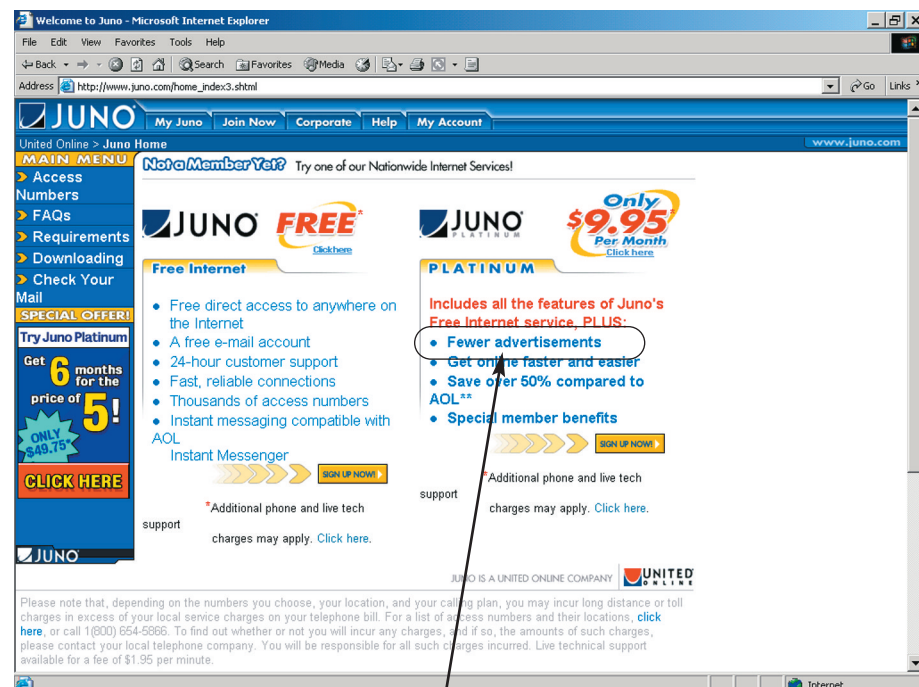 Welcome to Juno - Microsoft Internet Explorer
File Edit View Favorites Tools Help
Back Search Favorites Media
Address http://www.juno.com/home_index3.shtml Go Links
JUNO My Juno Join Now Corporate Help My Account
United Online > Juno Home www.juno.com
MAIN MENU
Access
Numbers
FAQs
Requirements
Downloading
Check Your
Mail
SPECIAL OFFER!
Try Juno Platinum
Get 6 months
for the
price of 5!
ONLY
$49.75*
CLICK HERE
JUNO
Not a Member Yet? Try one of our Nationwide Internet Services!
JUNO FREE*
Click here
Free Internet
• Free direct access to anywhere on
the Internet
• A free e-mail account
• 24-hour customer support
• Fast, reliable connections
• Thousands of access numbers
• Instant messaging compatible with
AOL
Instant Messenger
SIGN UP NOW!
*Additional phone and live tech
support
charges may apply. Click here.
JUNO
PLATINUM
Only
$9.95*
Per Month
Click here
PLATINUM
Includes all the features of Juno's
Free Internet service, PLUS:
• Fewer advertisements
• Get online faster and easier
• Save over 50% compared to
AOL**
• Special member benefits
SIGN UP NOW!
*Additional phone and live tech
support
charges may apply. Click here.
JUNO IS A UNITED ONLINE COMPANY UNITED
ONLINE
Please note that, depending on the numbers you choose, your location, and your calling plan, you may incur long distance or toll
charges in excess of your local service charges on your telephone bill. For a list of access numbers and their locations, click
here, or call 1(800) 654-5866. To find out whether or not you will incur any charges, and if so, the amounts of such charges,
please contact your local telephone company. You will be responsible for all such charges incurred. Live technical support
available for a fee of $1.95 per minute.
Internet